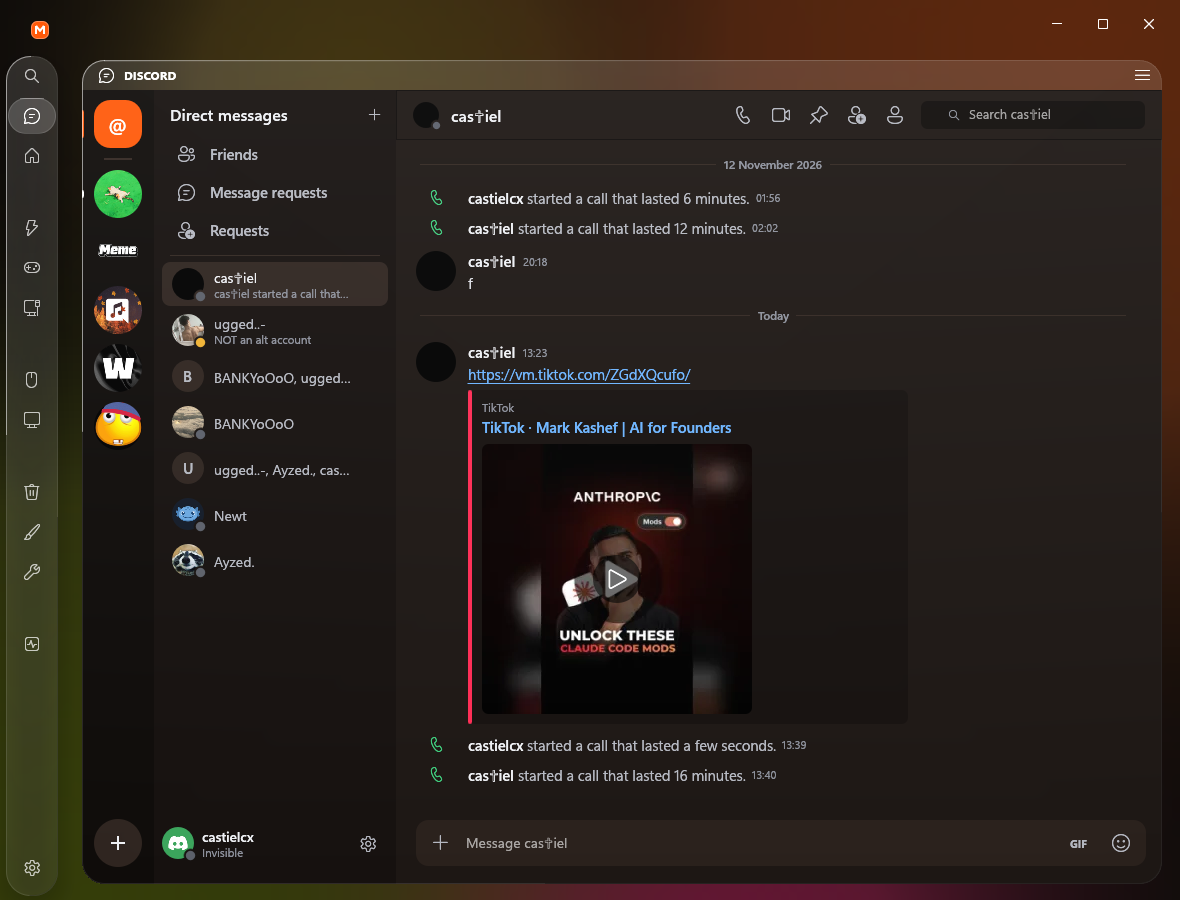 M
DISCORD
@
Meme
W
Direct messages
Friends
Message requests
Requests
cas†iel
cas†iel started a call that...
ugged..-
NOT an alt account
B
BANKYoOoO, ugged...
BANKYoOoO
U
ugged..-, Ayzed., cas...
Newt
Ayzed.
castielcx
Invisible
cas†iel
Search cas†iel
12 November 2026
castielcx started a call that lasted 6 minutes. 01:56
cas†iel started a call that lasted 12 minutes. 02:02
cas†iel 20:18
f
Today
cas†iel 13:23
https://vm.tiktok.com/ZGdXQcufo/
TikTok
TikTok · Mark Kashef | AI for Founders
ANTHROP\C
Mods
UNLOCK THESE
CLAUDE CODE MODS
castielcx started a call that lasted a few seconds. 13:39
cas†iel started a call that lasted 16 minutes. 13:40
Message cas†iel
GIF